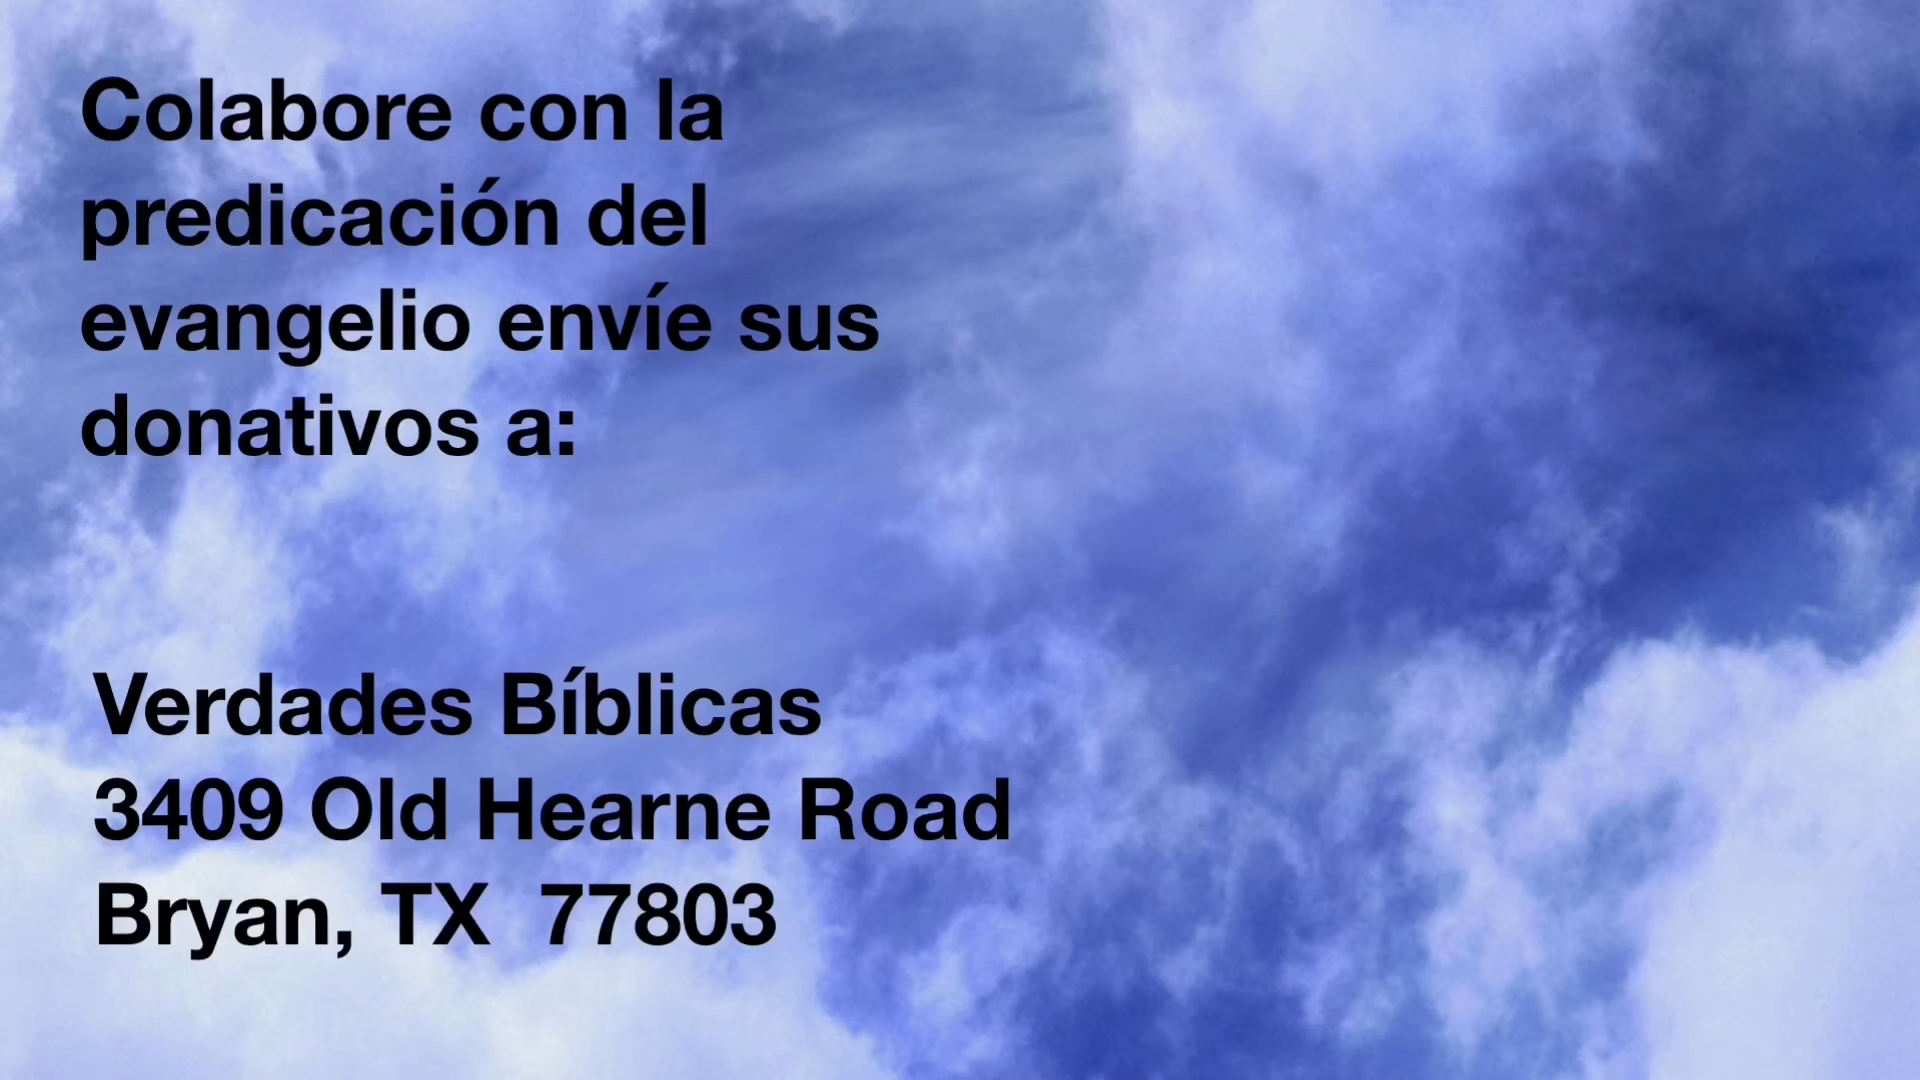 Colabore con la
predicación del
evangelio envíe sus
donativos a:
Verdades Bíblicas
3409 Old Hearne Road
Bryan, TX  77803